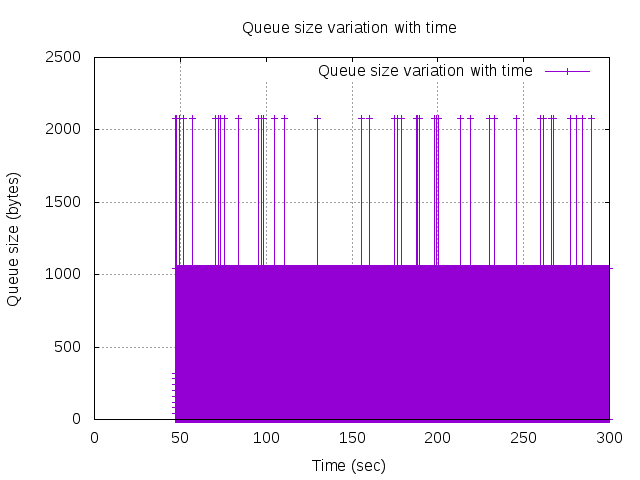 Queue size variation with time
2500
Queue size variation with time
2000
1500
1000
500
0
Queue size (bytes)
0 50 100 150 200 250 300
Time (sec)